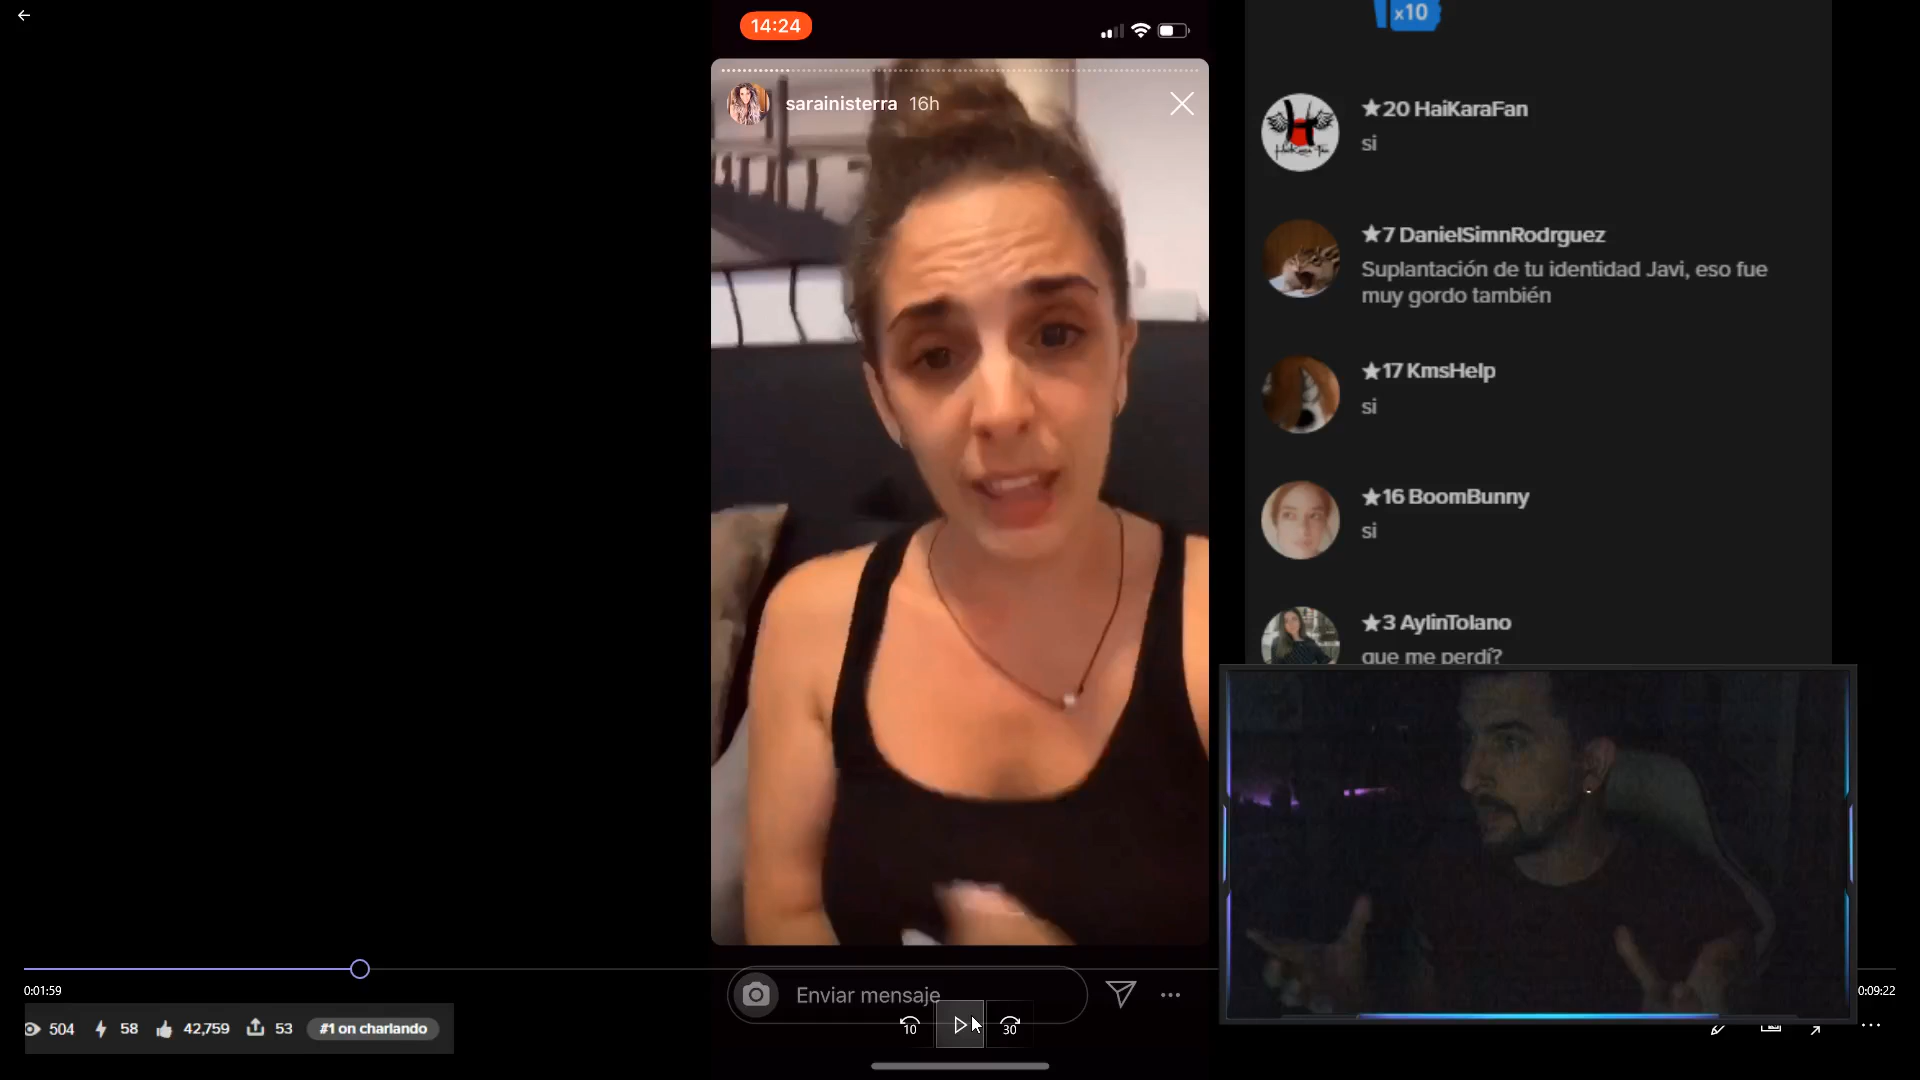 14:24
sarainisterra 16h
x10
★20 HaiKaraFan
si
★7 DanielSimnRodrguez
Suplantación de tu identidad Javi, eso fue
muy gordo también
★17 KmsHelp
si
★16 BoomBunny
si
★3 AylinTolano
que me perdí?
0:01:59
0:09:22
Enviar mensaje
10
30
504 58 42,759 53 #1 on charlando